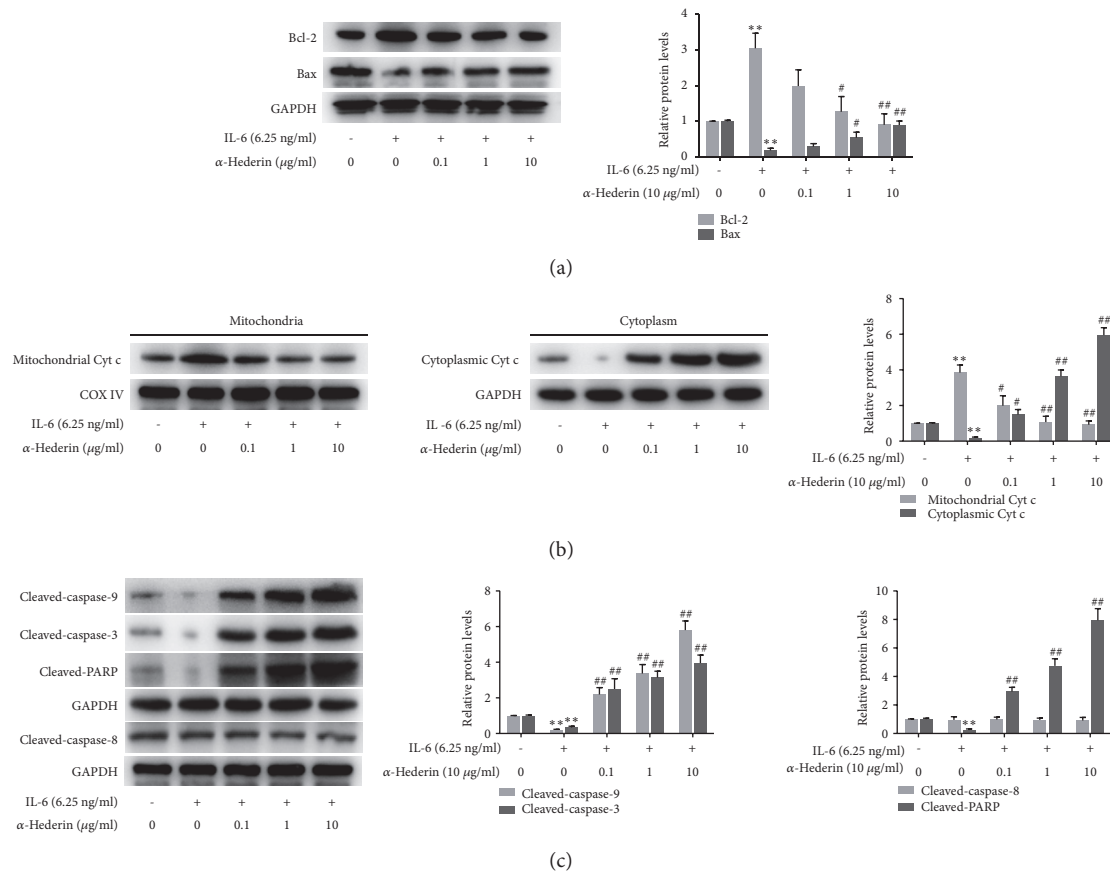 Bcl-2
Bax
GAPDH
IL-6 (6.25 ng/ml) - + + + +
α-Hederin (μg/ml) 0 0 0.1 1 10
Relative protein levels
4
3
2
1
0
** ** # # ## ##
IL-6 (6.25 ng/ml) - + + + +
α-Hederin (10 μg/ml) 0 0 0.1 1 10
Bcl-2
Bax
(a)
Mitochondria
Mitochondrial Cyt c
COX IV
IL-6 (6.25 ng/ml) - + + + +
α-Hederin (μg/ml) 0 0 0.1 1 10
Cytoplasm
Cytoplasmic Cyt c
GAPDH
IL -6 (6.25 ng/ml) - + + + +
α-Hederin (μg/ml) 0 0 0.1 1 10
Relative protein levels
8
6
4
2
0
** ** # # ## ## ## ##
IL-6 (6.25 ng/ml) - + + + +
α-Hederin (10 μg/ml) 0 0 0.1 1 10
Mitochondrial Cyt c
Cytoplasmic Cyt c
(b)
Cleaved-caspase-9
Cleaved-caspase-3
Cleaved-PARP
GAPDH
Cleaved-caspase-8
GAPDH
IL-6 (6.25 ng/ml) - + + + +
α-Hederin (μg/ml) 0 0 0.1 1 10
Relative protein levels
8
6
4
2
0
** ** ## ## ## ## ## ##
IL-6 (6.25 ng/ml) - + + + +
α-Hederin (10 μg/ml) 0 0 0.1 1 10
Cleaved-caspase-9
Cleaved-caspase-3
Relative protein levels
10
8
6
4
2
0
** ## ## ##
IL-6 (6.25 ng/ml) - + + + +
α-Hederin (10 μg/ml) 0 0 0.1 1 10
Cleaved-caspase-8
Cleaved-PARP
(c)